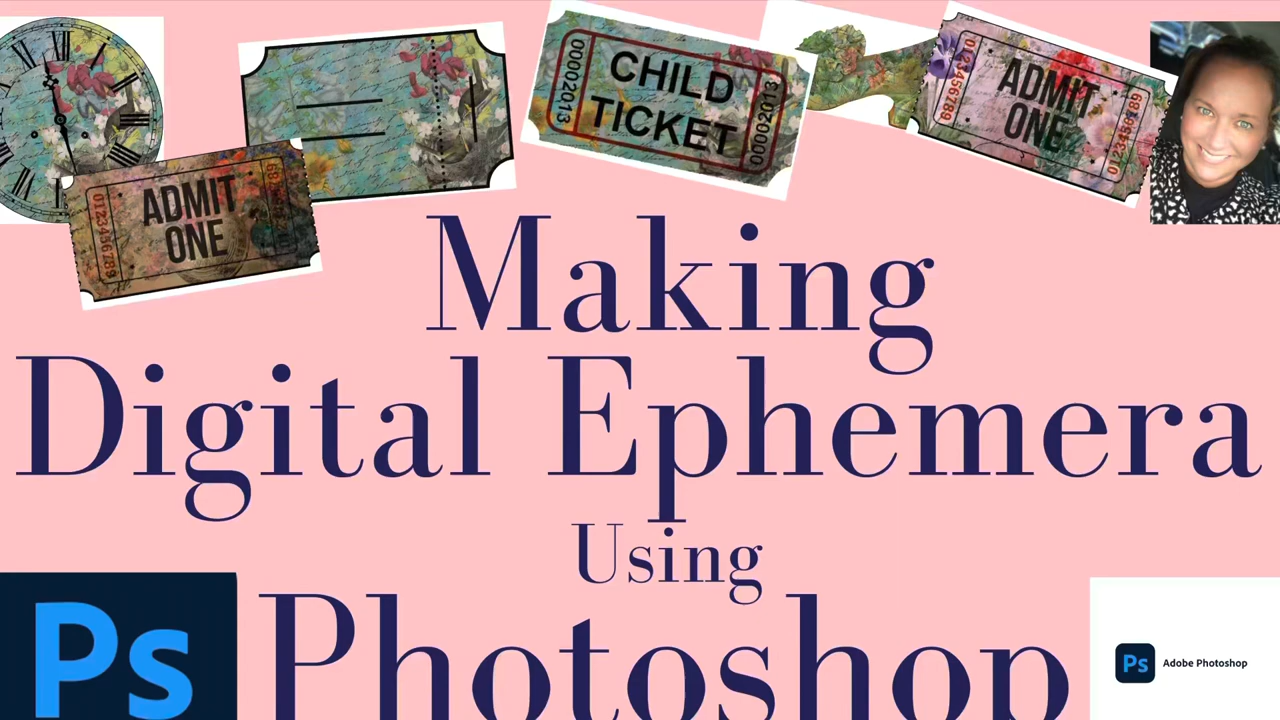 CHILD
TICKET
00002013
00002013
ADMIT
ONE
0123456789
0123456789
ADMIT
ONE
0123456789
Making
Digital Ephemera
Using
Photoshop
Ps
Ps Adobe Photoshop